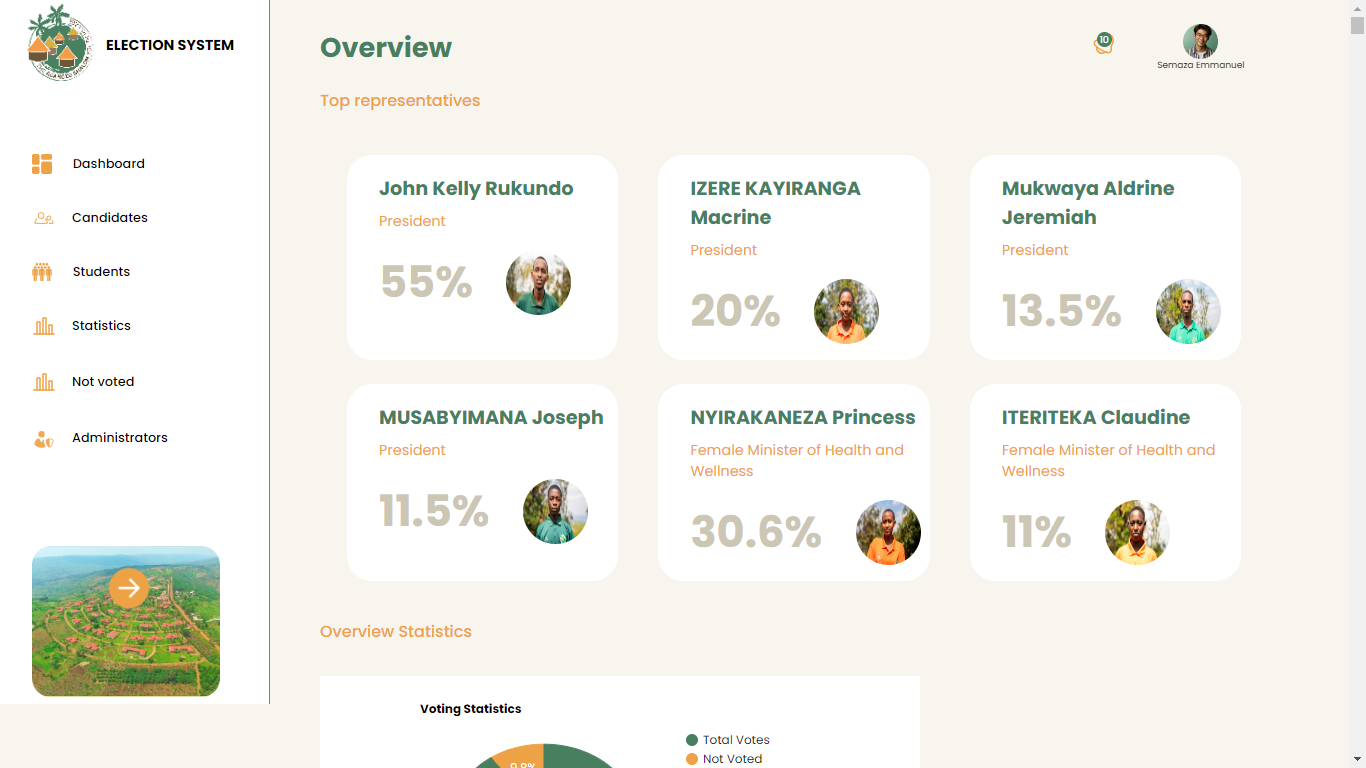 ELECTION SYSTEM
Dashboard
Candidates
Students
Statistics
Not voted
Administrators
Overview
10
Semaza Emmanuel
Top representatives
John Kelly Rukundo
President
55%
IZERE KAYIRANGA
Macrine
President
20%
Mukwaya Aldrine
Jeremiah
President
13.5%
MUSABYIMANA Joseph
President
11.5%
NYIRAKANEZA Princess
Female Minister of Health and
Wellness
30.6%
ITERITEKA Claudine
Female Minister of Health and
Wellness
11%
Overview Statistics
Voting Statistics
Total Votes
Not Voted